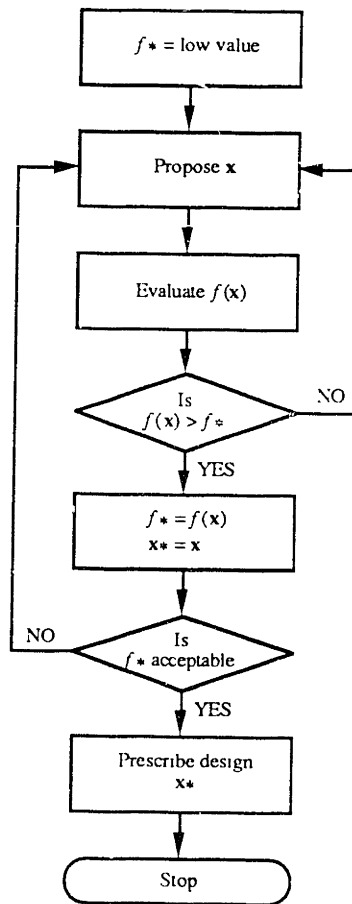 f* = low value
Propose x
Evaluate f(x)
Is
f(x) > f*
NO
YES
f* = f(x)
x* = x
NO
Is
f* acceptable
YES
Prescribe design
x*
Stop